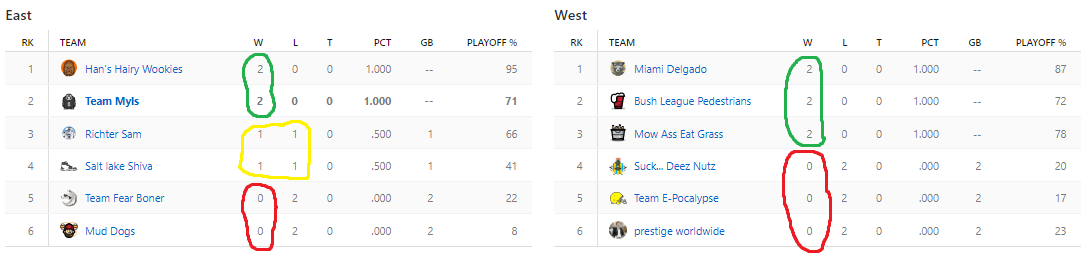 East
RK TEAM W L T PCT GB PLAYOFF %
1 Han's Hairy Wookies 2 0 0 1.000 -- 95
2 Team Myls 2 0 0 1.000 -- 71
3 Richter Sam 1 1 0 .500 1 66
4 Salt lake Shiva 1 1 0 .500 1 41
5 Team Fear Boner 0 2 0 .000 2 22
6 Mud Dogs 0 2 0 .000 2 8
West
RK TEAM W L T PCT GB PLAYOFF %
1 Miami Delgado 2 0 0 1.000 -- 87
2 Bush League Pedestrians 2 0 0 1.000 -- 72
3 Mow Ass Eat Grass 2 0 0 1.000 -- 78
4 Suck... Deez Nutz 0 2 0 .000 2 20
5 Team E-Pocalypse 0 2 0 .000 2 17
6 prestige worldwide 0 2 0 .000 2 23